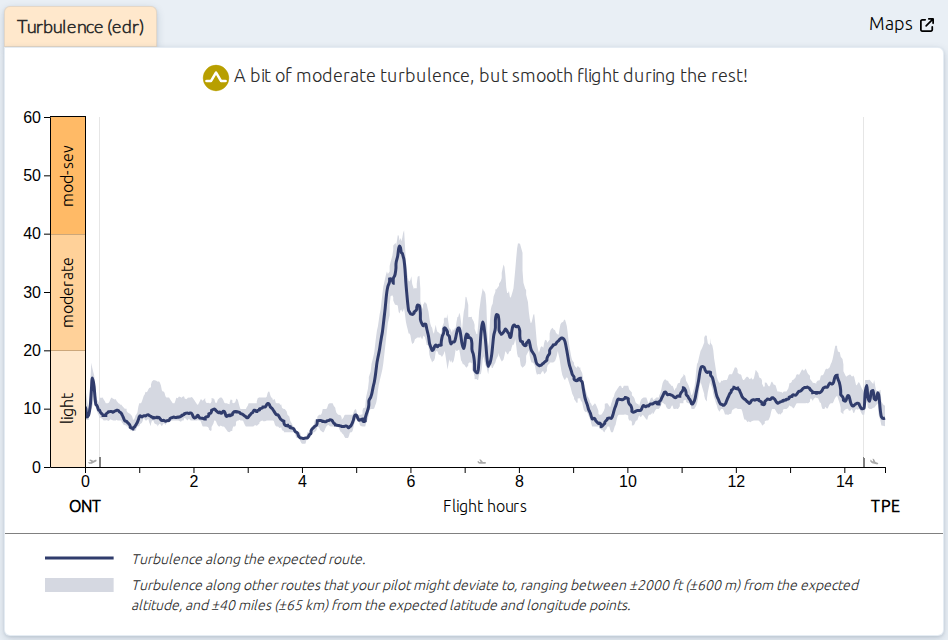 Turbulence (edr)
Maps
A bit of moderate turbulence, but smooth flight during the rest!
60
50
40
30
20
10
0
mod-sev
moderate
light
0 2 4 6 8 10 12 14
ONT Flight hours TPE
Turbulence along the expected route.
Turbulence along other routes that your pilot might deviate to, ranging between ±2000 ft (±600 m) from the expected
altitude, and ±40 miles (±65 km) from the expected latitude and longitude points.